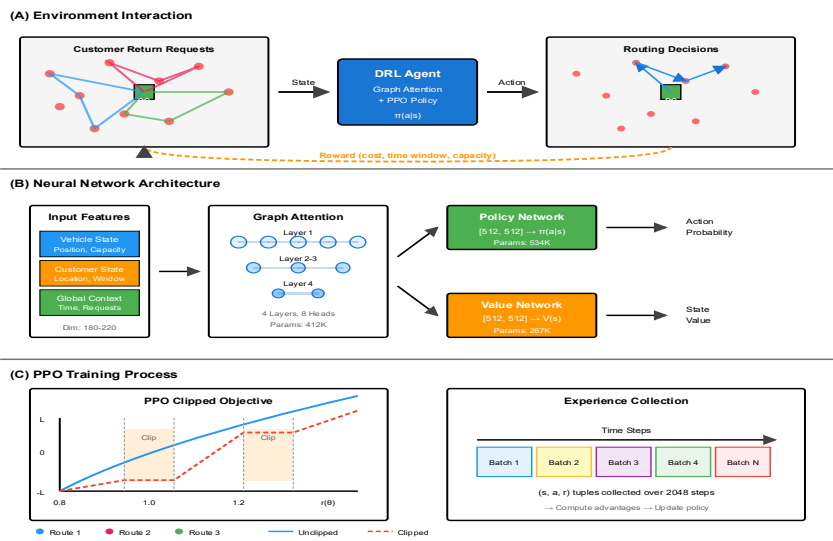 (A) Environment Interaction
Customer Return Requests
State
DRL Agent
Graph Attention
+ PPO Policy
π(a|s)
Action
Routing Decisions
Reward (cost, time window, capacity)
(B) Neural Network Architecture
Input Features
Vehicle State
Position, Capacity
Customer State
Location, Window
Global Context
Time, Requests
Dim: 180-220
Graph Attention
Layer 1
Layer 2-3
Layer 4
4 Layers, 8 Heads
Params: 412K
Policy Network
[512, 512] → π(a|s)
Params: 534K
Action
Probability
Value Network
[512, 512] → V(s)
Params: 267K
State
Value
(C) PPO Training Process
PPO Clipped Objective
L
0
-L
Clip
Clip
0.8
1.0
1.2
r(θ)
Experience Collection
Time Steps
Batch 1
Batch 2
Batch 3
Batch 4
Batch N
(s, a, r) tuples collected over 2048 steps
→ Compute advantages → Update policy
Route 1
Route 2
Route 3
Unclipped
Clipped